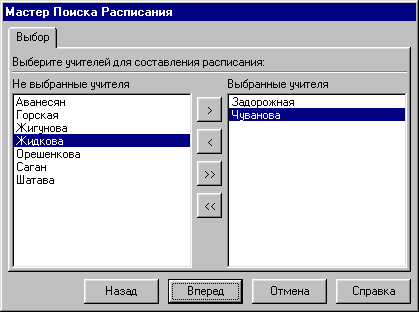 Мастер Поиска Расписания
Выбор
Выберите учителей для составления расписания:
Не выбранные учителя
Аванесян
Горская
Жигунова
Жидкова
Орешенкова
Саган
Шатава
>
<
>>
<<
Выбранные учителя
Задорожная
Чуванова
Назад
Вперед
Отмена
Справка